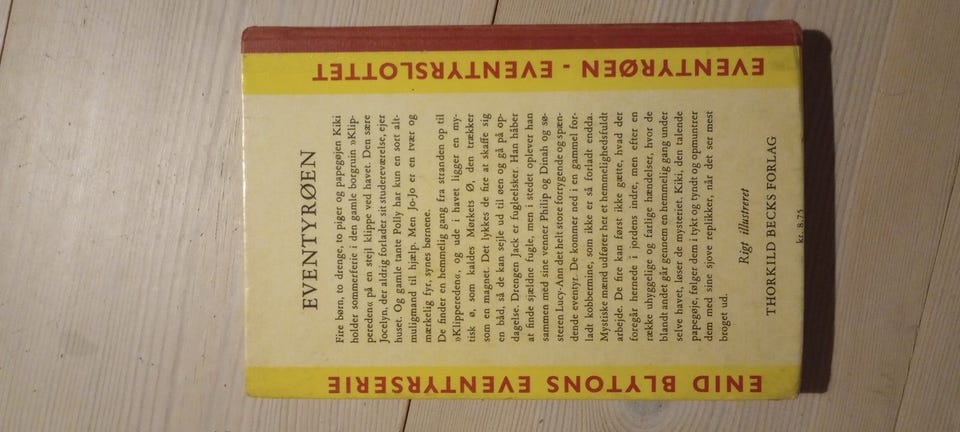 EVENTYRØEN - EVENTYRSLOTTET
EVENTYRØEN
Fire børn, to drenge, to piger og papegøjen Kiki
holder sommerferie i den gamle borgruin »Klip-
pereden« på en stejl klippe ved havet. Den sære
Jocelyn, der aldrig forlader sit studereværelse, ejer
huset. Og gamle tante Polly har kun en sort alt-
muligmand til hjælp. Men Jo-Jo er en tvær og
mærkelig fyr, synes børnene.
De finder en hemmelig gang fra stranden op til
»Klippereden«, og ude i havet ligger en my-
tisk ø, som kaldes Mørkets Ø, den trækker
som en magnet. Det lykkes de fire at skaffe sig
en båd, så de kan sejle ud til øen og gå på op-
dagelse. Drengen Jack er fugleelsker. Han håber
at finde sjældne fugle, men i stedet oplever han
sammen med sine venner Philip og Dinah og sø-
steren Lucy-Ann det helt store forrygende og spæn-
dende eventyr. De kommer ned i en gammel for-
ladt kobbermine, som ikke er så forladt endda.
Mystiske mænd udfører her et hemmelighedsfuldt
arbejde. De fire kan først ikke gætte, hvad der
foregår hernede i jordens indre, men efter en
række uhyggelige og farlige hændelser, hvor de
blandt andet går gennem en hemmelig gang under
selve havet, løser de mysteriet. Kiki, den talende
papegøje, følger dem i tykt og tyndt og opmuntrer
dem med sine sjove replikker, når det ser mest
broget ud.
Rigt illustreret
THORKILD BECKS FORLAG
kr. 8.75
ENID BLYTONS EVENTYRSERIE